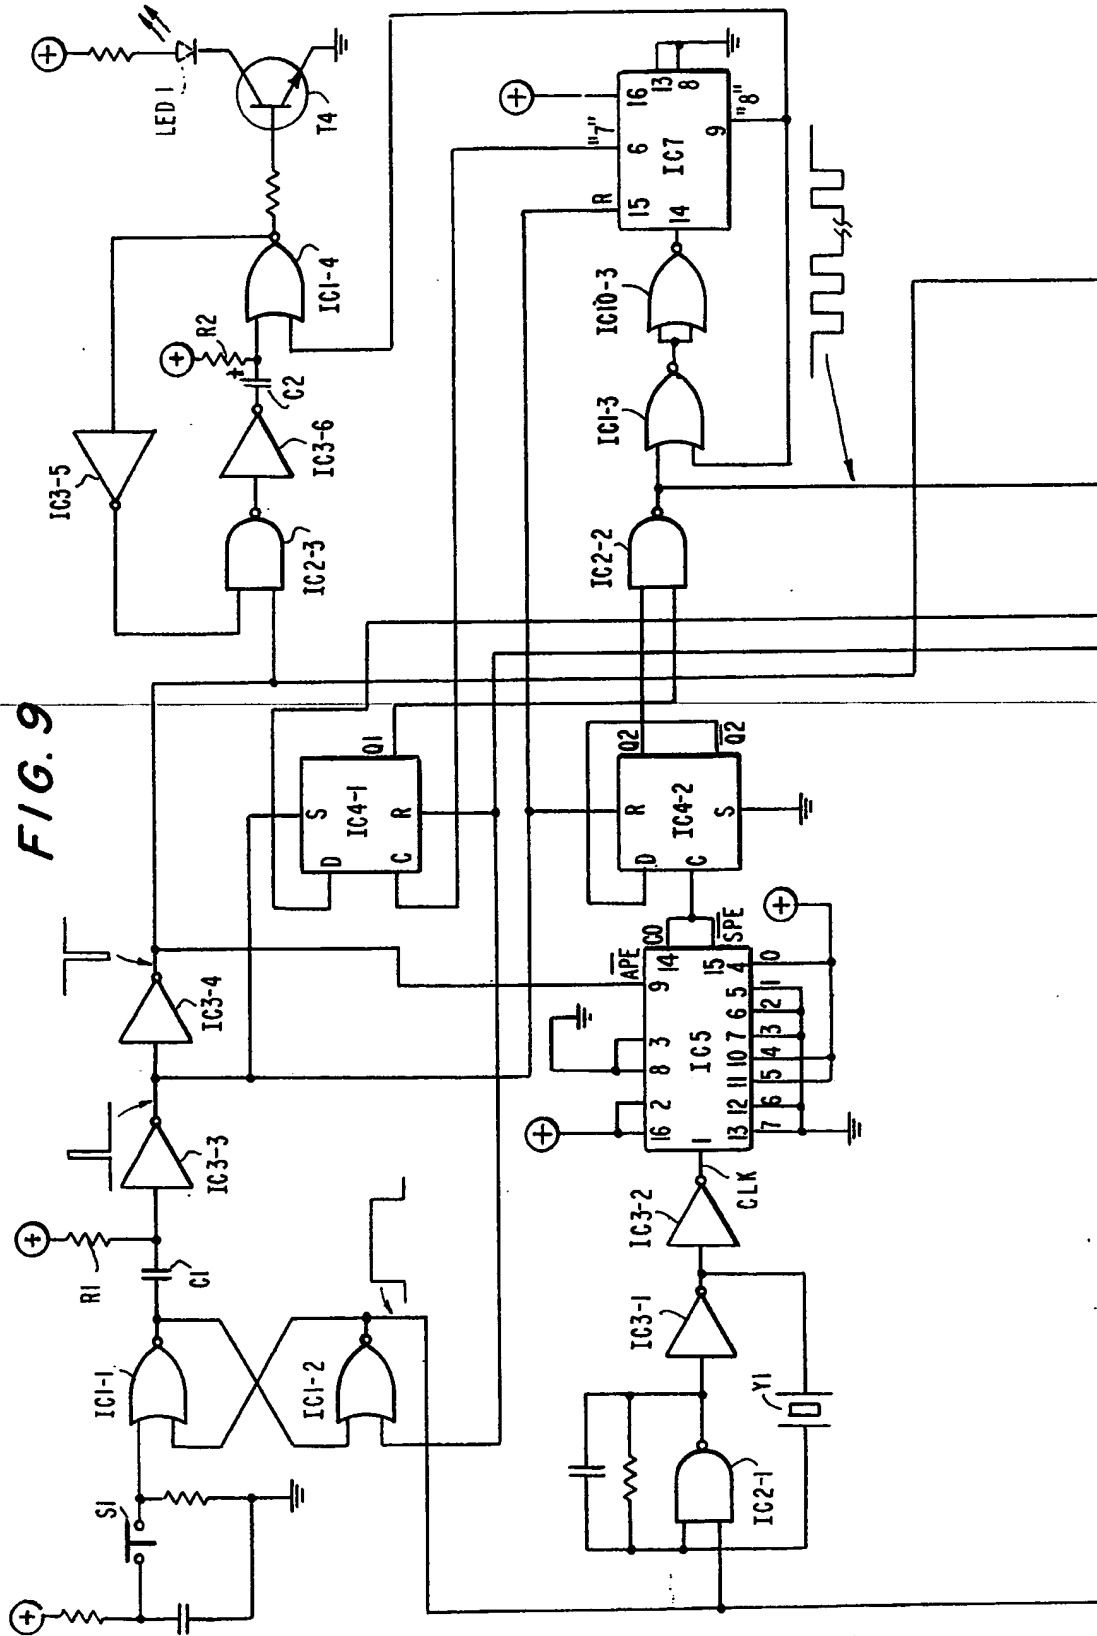 FIG. 9
S1
IC1-1
R1
C1
IC3-3
IC3-4
IC1-2
IC2-1
Y1
IC3-1
IC3-2
CLK
IC5
1
16
2
8
3
9
APE
14
CO
15
SPE
13
12
11
10
7
6
5
4
7
6
5
4
3
2
1
0
IC4-1
D
S
Q1
C
R
IC4-2
D
R
Q2
C
S
Q2
IC2-3
IC3-5
IC3-6
C2
+
R2
IC1-4
T4
LED 1
IC2-2
IC1-3
IC10-3
IC7
14
15
R
6
"7"
16
13
8
9
"8"